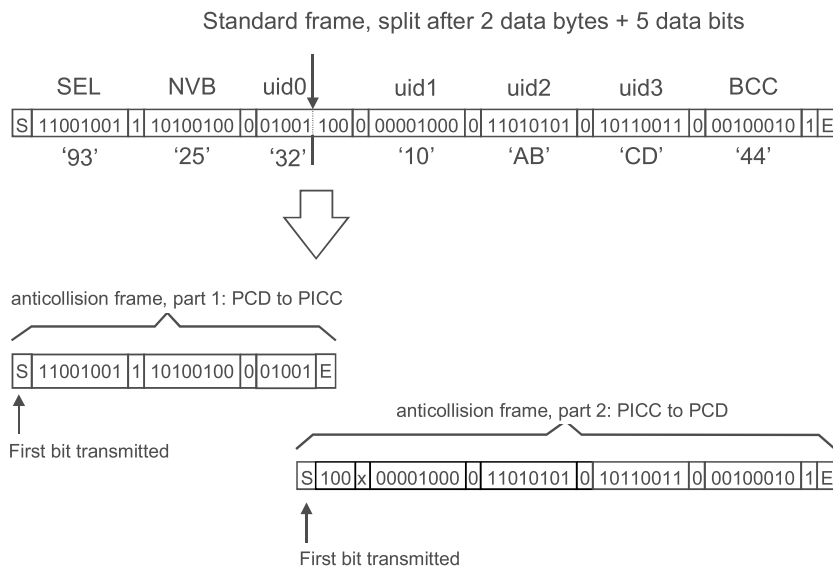 Standard frame, split after 2 data bytes + 5 data bits
SEL NVB uid0 uid1 uid2 uid3 BCC
S 11001001 1 10100100 0 01001 100 0 00001000 0 11010101 0 10110011 0 00100010 1 E
‘93’ ‘25’ ‘32’ ‘10’ ‘AB’ ‘CD’ ‘44’
anticollision frame, part 1: PCD to PICC
S 11001001 1 10100100 0 01001 E
First bit transmitted
anticollision frame, part 2: PICC to PCD
S 100 x 00001000 0 11010101 0 10110011 0 00100010 1 E
First bit transmitted